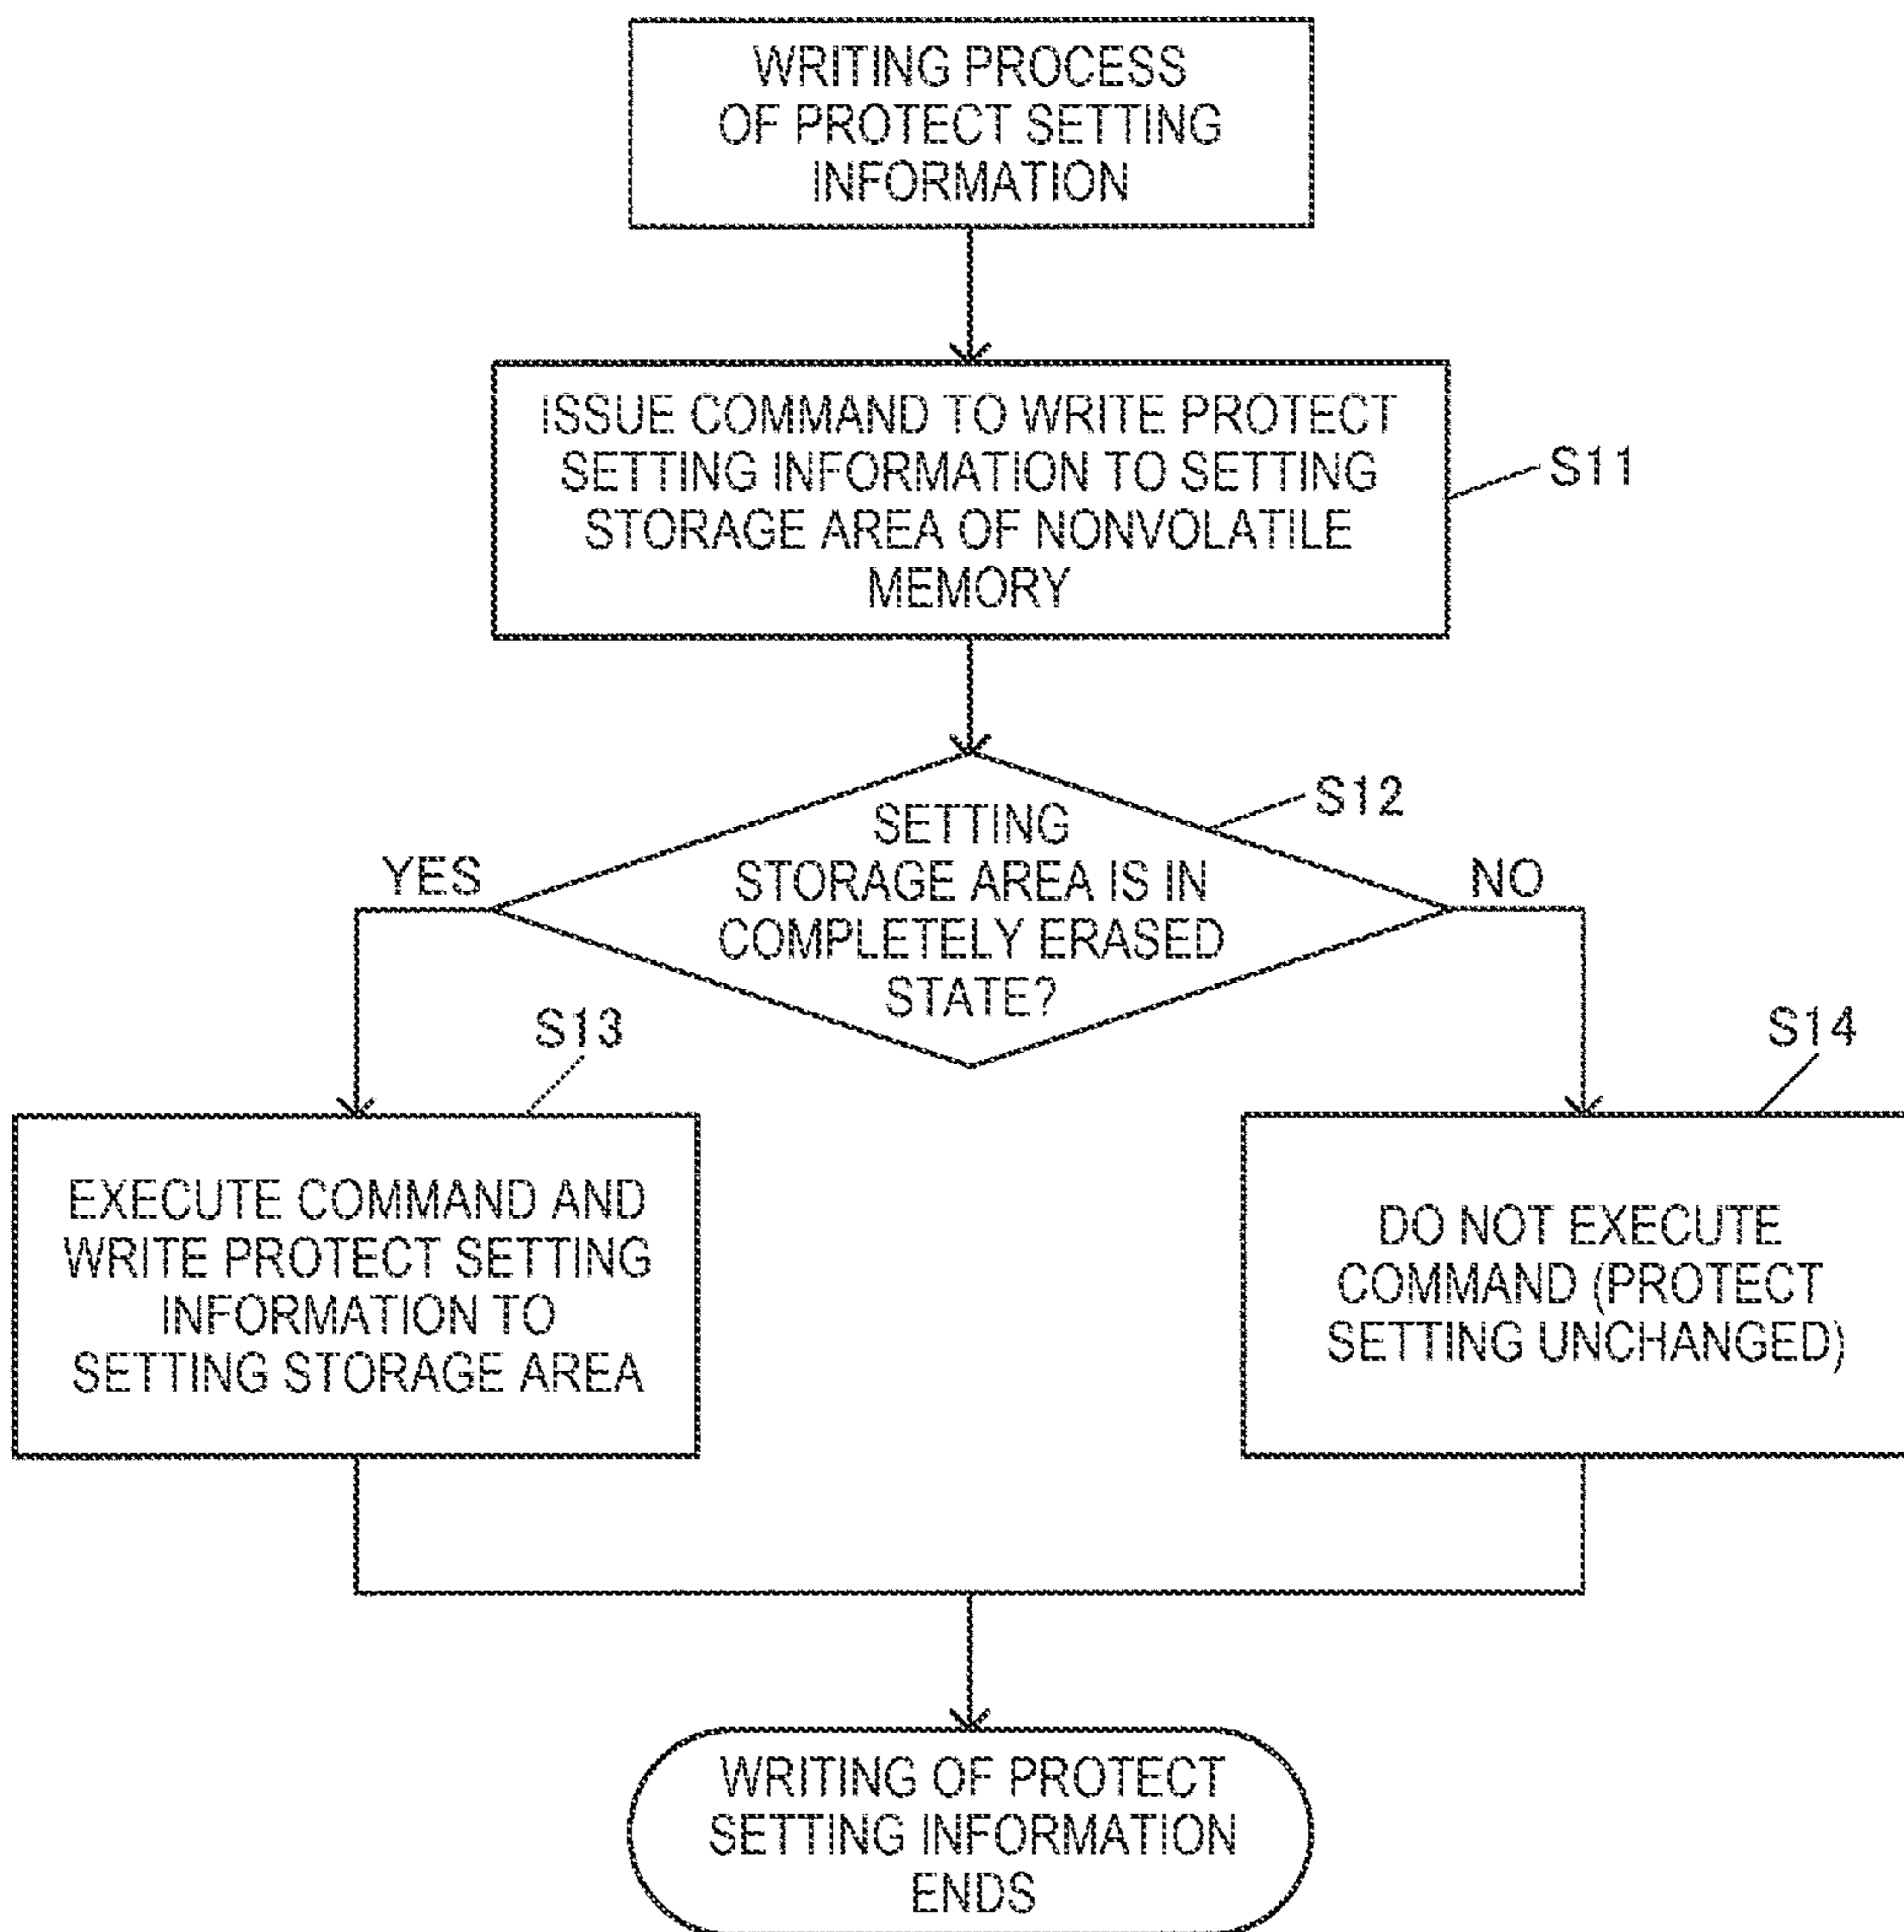 WRITING PROCESS
OF PROTECT SETTING
INFORMATION
ISSUE COMMAND TO WRITE PROTECT
SETTING INFORMATION TO SETTING
STORAGE AREA OF NONVOLATILE
MEMORY
S11
S12
SETTING
STORAGE AREA IS IN
COMPLETELY ERASED
STATE?
YES
NO
S13
S14
EXECUTE COMMAND AND
WRITE PROTECT SETTING
INFORMATION TO
SETTING STORAGE AREA
DO NOT EXECUTE
COMMAND (PROTECT
SETTING UNCHANGED)
WRITING OF PROTECT
SETTING INFORMATION
ENDS